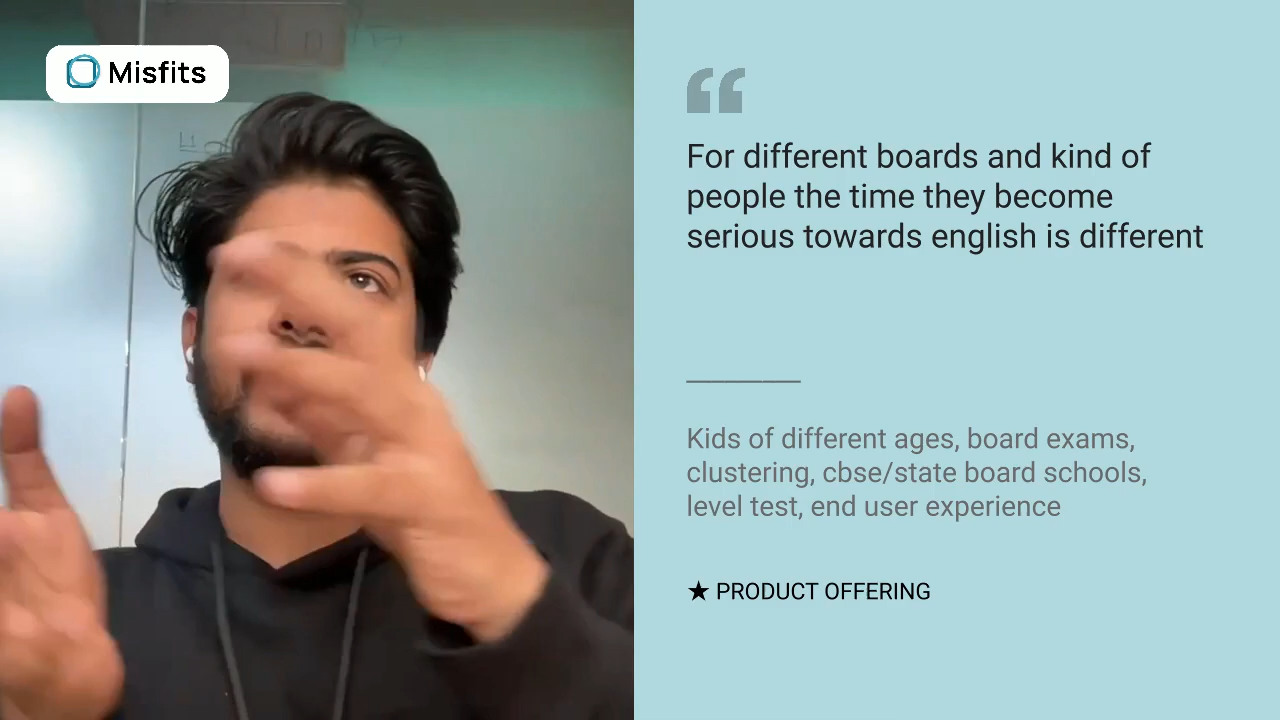 Misfits
“
For different boards and kind of
people the time they become
serious towards english is different
Kids of different ages, board exams,
clustering, cbse/state board schools,
level test, end user experience
★ PRODUCT OFFERING